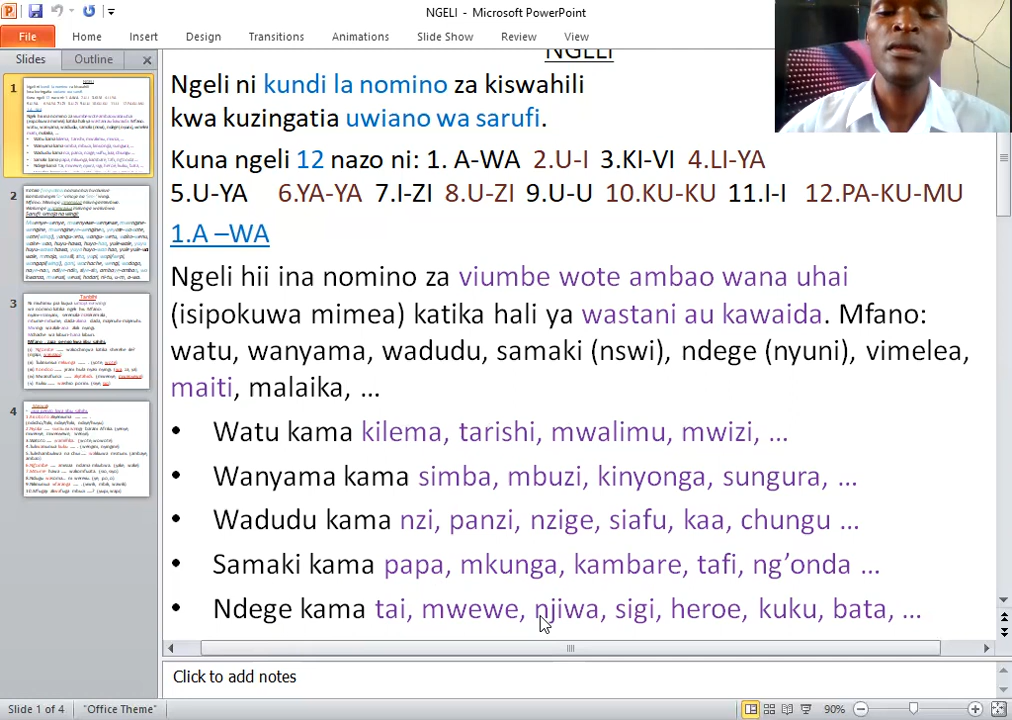 NGELI - Microsoft PowerPoint
File Home Insert Design Transitions Animations Slide Show Review View
Slides Outline
1
2
3
4
NGELI
Ngeli ni kundi la nomino za kiswahili
kwa kuzingatia uwiano wa sarufi.
Kuna ngeli 12 nazo ni: 1. A-WA 2.U-I 3.KI-VI 4.LI-YA
5.U-YA 6.YA-YA 7.I-ZI 8.U-ZI 9.U-U 10.KU-KU 11.I-I 12.PA-KU-MU
1.A –WA
Ngeli hii ina nomino za viumbe wote ambao wana uhai
(isipokuwa mimea) katika hali ya wastani au kawaida. Mfano:
watu, wanyama, wadudu, samaki (nswi), ndege (nyuni), vimelea,
maiti, malaika, ...
• Watu kama kilema, tarishi, mwalimu, mwizi, ...
• Wanyama kama simba, mbuzi, kinyonga, sungura, ...
• Wadudu kama nzi, panzi, nzige, siafu, kaa, chungu ...
• Samaki kama papa, mkunga, kambare, tafi, ng’onda ...
• Ndege kama tai, mwewe, njiwa, sigi, heroe, kuku, bata, ...
Click to add notes
Slide 1 of 4 "Office Theme" 90%